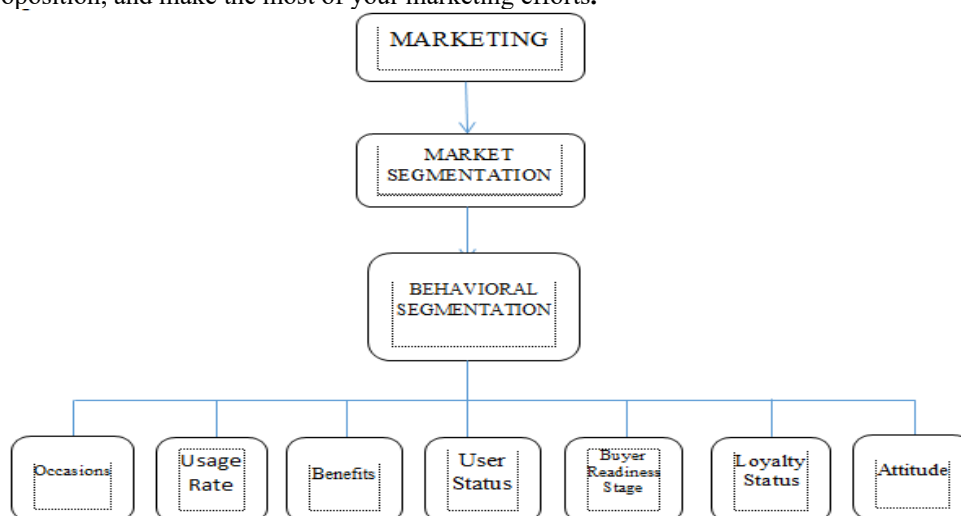 oposition, and make the most of your marketing efforts.
MARKETING
MARKET
SEGMENTATION
BEHAVIORAL
SEGMENTATION
Occasions
Usage
Rate
Benefits
User
Status
Buyer
Readiness
Stage
Loyalty
Status
Attitude